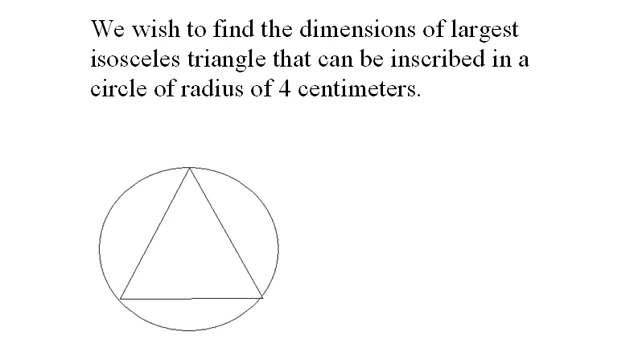 We wish to find the dimensions of largest
isosceles triangle that can be inscribed in a
circle of radius of 4 centimeters.